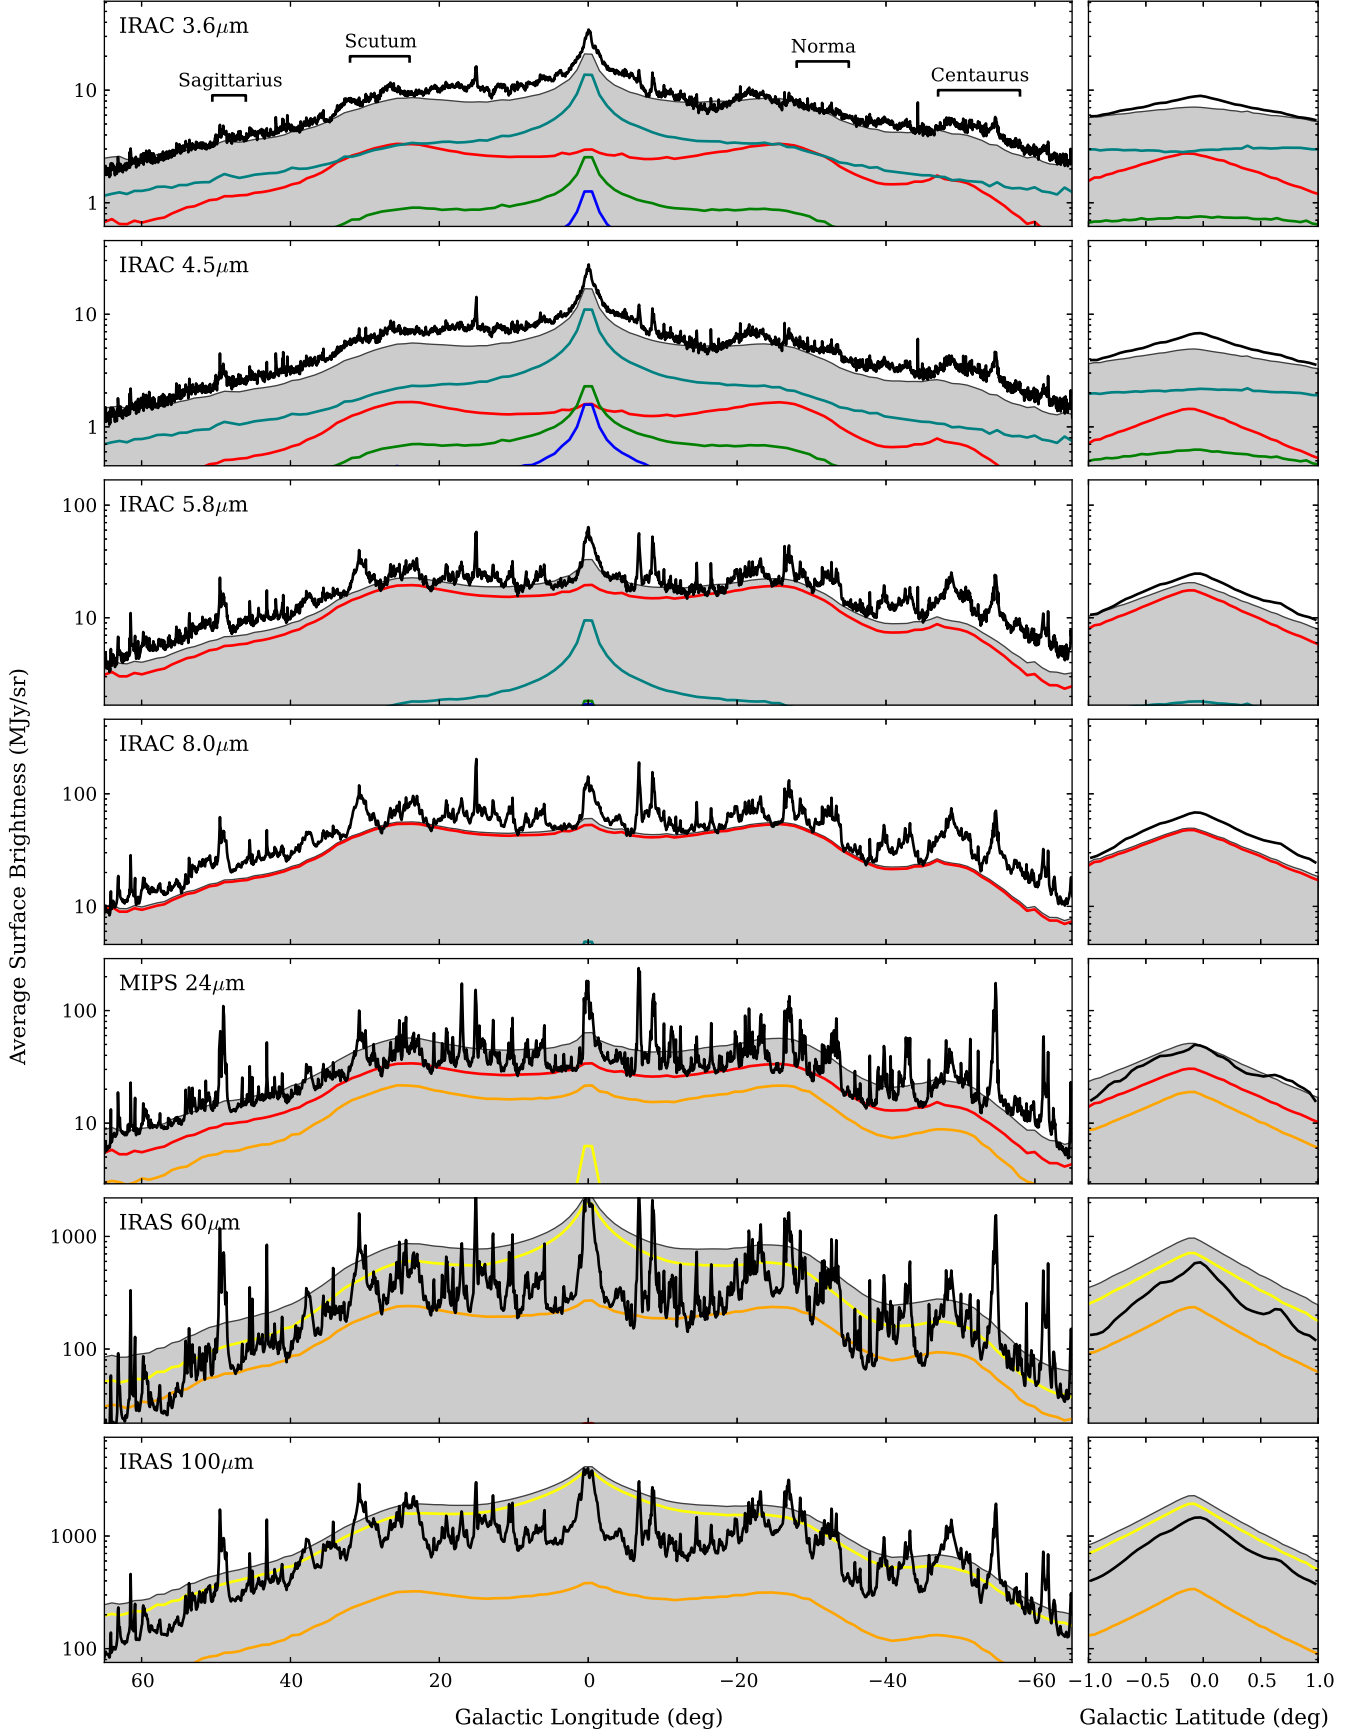 IRAC 3.6μm
Scutum
Sagittarius
Norma
Centaurus
10
1
IRAC 4.5μm
10
1
IRAC 5.8μm
100
10
IRAC 8.0μm
100
10
MIPS 24μm
100
10
IRAS 60μm
1000
100
IRAS 100μm
1000
100
Average Surface Brightness (MJy/sr)
60 40 20 0 −20 −40 −60
−1.0 −0.5 0.0 0.5 1.0
Galactic Longitude (deg)
Galactic Latitude (deg)